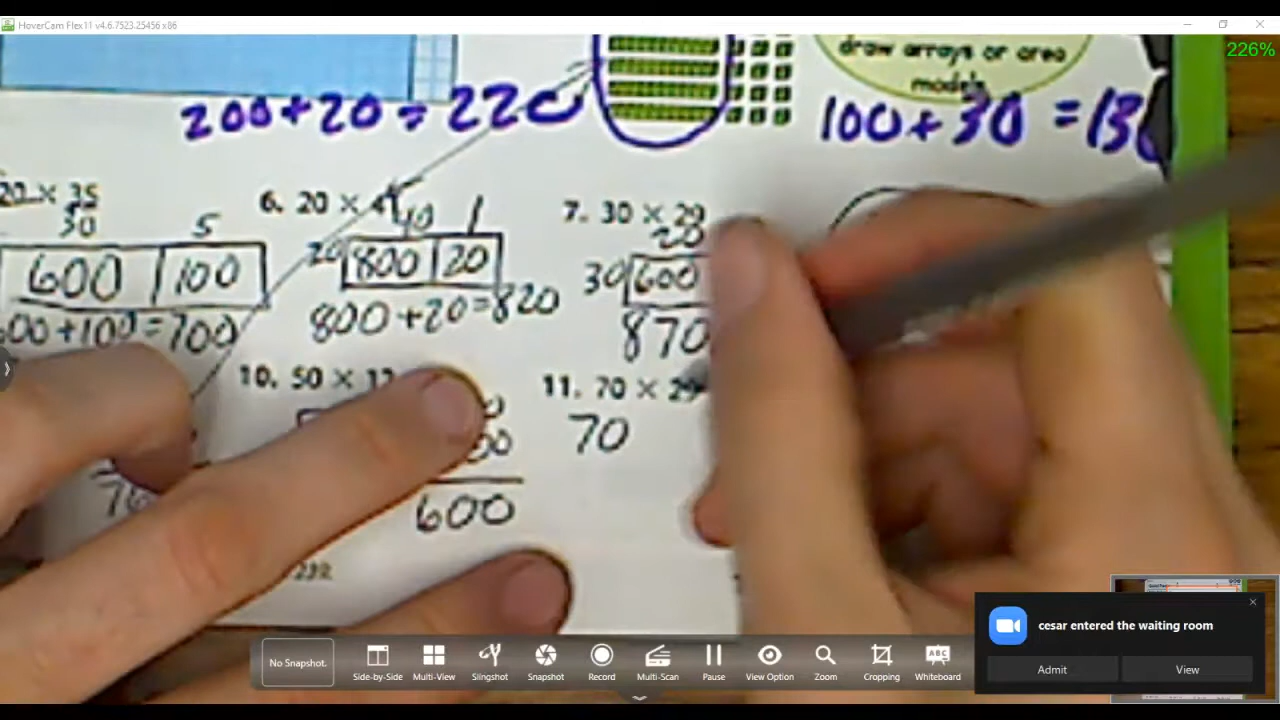 HoverCam Flex11 v4.6.7523.25456 x86
226%
draw arrays or area
models.
200+20=220
100+30=13
20 × 35
30 5
600 100
600+100=700
6. 20 × 41
40 1
20 800 20
800+20=820
7. 30 × 29
20
30 600
870
10. 50 × 12
600
11. 70 × 29
70
No Snapshot.
Side-by-Side
Multi-View
Slingshot
Snapshot
Record
Multi-Scan
Pause
View Option
Zoom
Cropping
ABC
Whiteboard
cesar entered the waiting room
Admit
View